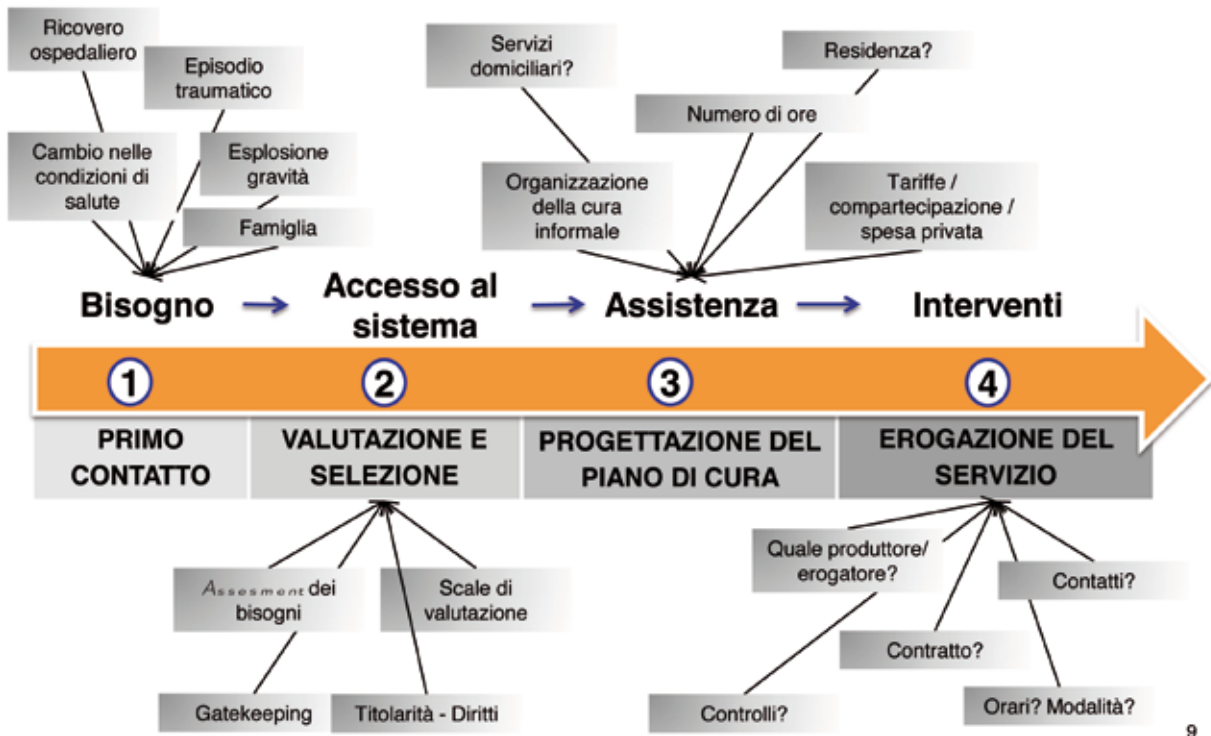 Ricovero
ospedaliero
Episodio
traumatico
Cambio nelle
condizioni di
salute
Esplosione
gravità
Famiglia
Servizi
domiciliari?
Residenza?
Numero di ore
Organizzazione
della cura
informale
Tariffe /
compartecipazione /
spesa privata
Bisogno
Accesso al
sistema
Assistenza
Interventi
1
2
3
4
PRIMO
CONTATTO
VALUTAZIONE E
SELEZIONE
PROGETTAZIONE DEL
PIANO DI CURA
EROGAZIONE DEL
SERVIZIO
Assesment dei
bisogni
Scale di
valutazione
Gatekeeping
Titolarità - Diritti
Quale produttore/
erogatore?
Contatti?
Contratto?
Controlli?
Orari? Modalità?
9